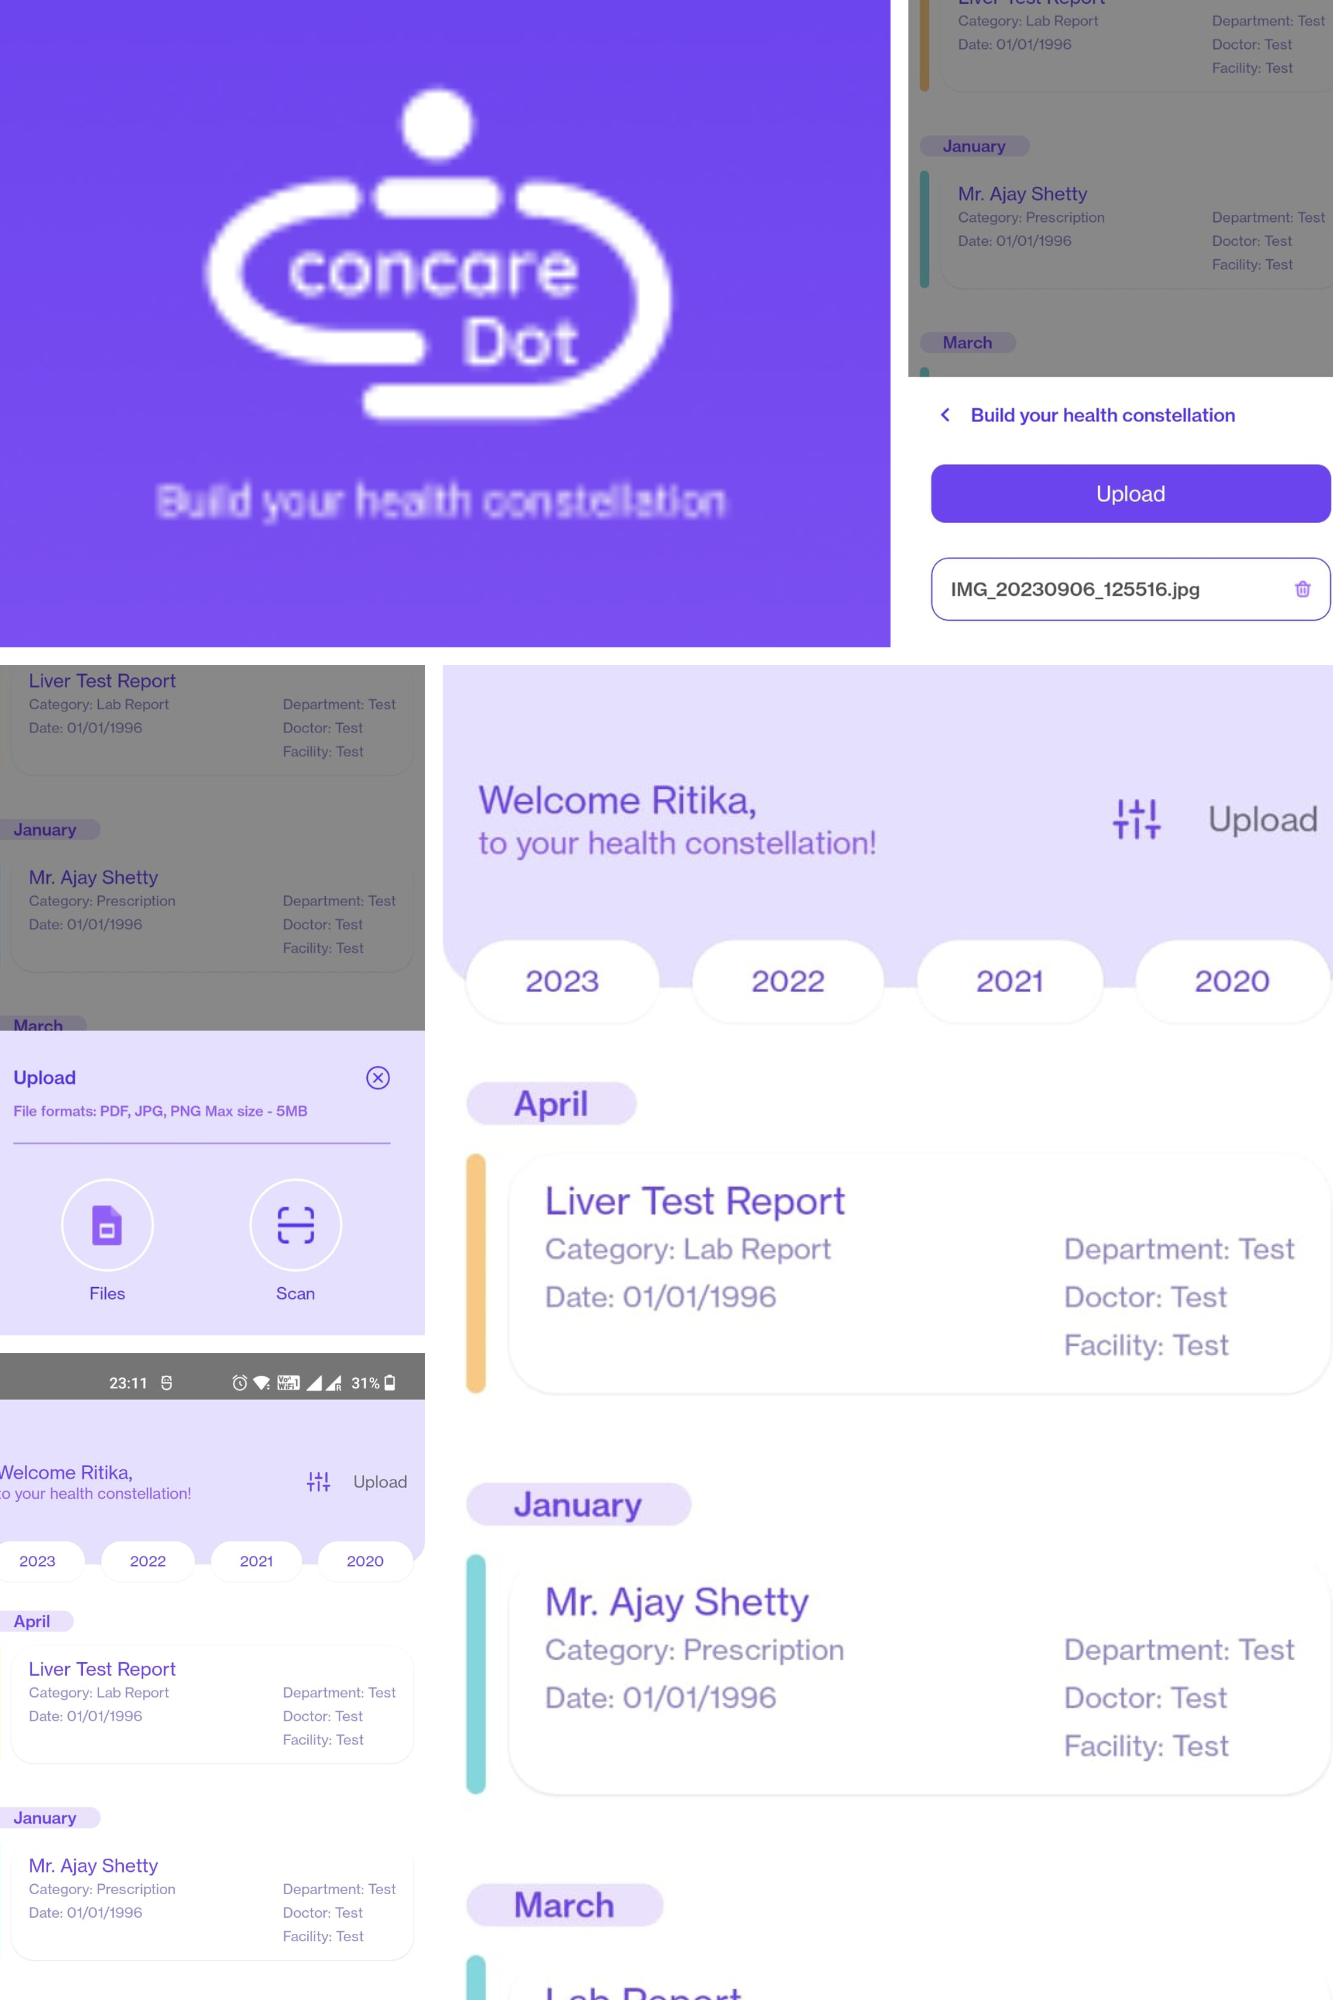 concare
Dot
Build your health constellation
Liver Test Report
Category: Lab Report
Department: Test
Date: 01/01/1996
Doctor: Test
Facility: Test
January
Mr. Ajay Shetty
Category: Prescription
Department: Test
Date: 01/01/1996
Doctor: Test
Facility: Test
March
Build your health constellation
Upload
IMG_20230906_125516.jpg
Liver Test Report
Category: Lab Report
Department: Test
Date: 01/01/1996
Doctor: Test
Facility: Test
January
Mr. Ajay Shetty
Category: Prescription
Department: Test
Date: 01/01/1996
Doctor: Test
Facility: Test
March
Upload
File formats: PDF, JPG, PNG Max size - 5MB
Files
Scan
23:11
Vo
WiFi1
R
31%
Welcome Ritika,
to your health constellation!
Upload
2023
2022
2021
2020
April
Liver Test Report
Category: Lab Report
Department: Test
Date: 01/01/1996
Doctor: Test
Facility: Test
January
Mr. Ajay Shetty
Category: Prescription
Department: Test
Date: 01/01/1996
Doctor: Test
Facility: Test
Welcome Ritika,
to your health constellation!
Upload
2023
2022
2021
2020
April
Liver Test Report
Category: Lab Report
Department: Test
Date: 01/01/1996
Doctor: Test
Facility: Test
January
Mr. Ajay Shetty
Category: Prescription
Department: Test
Date: 01/01/1996
Doctor: Test
Facility: Test
March
Lab Report